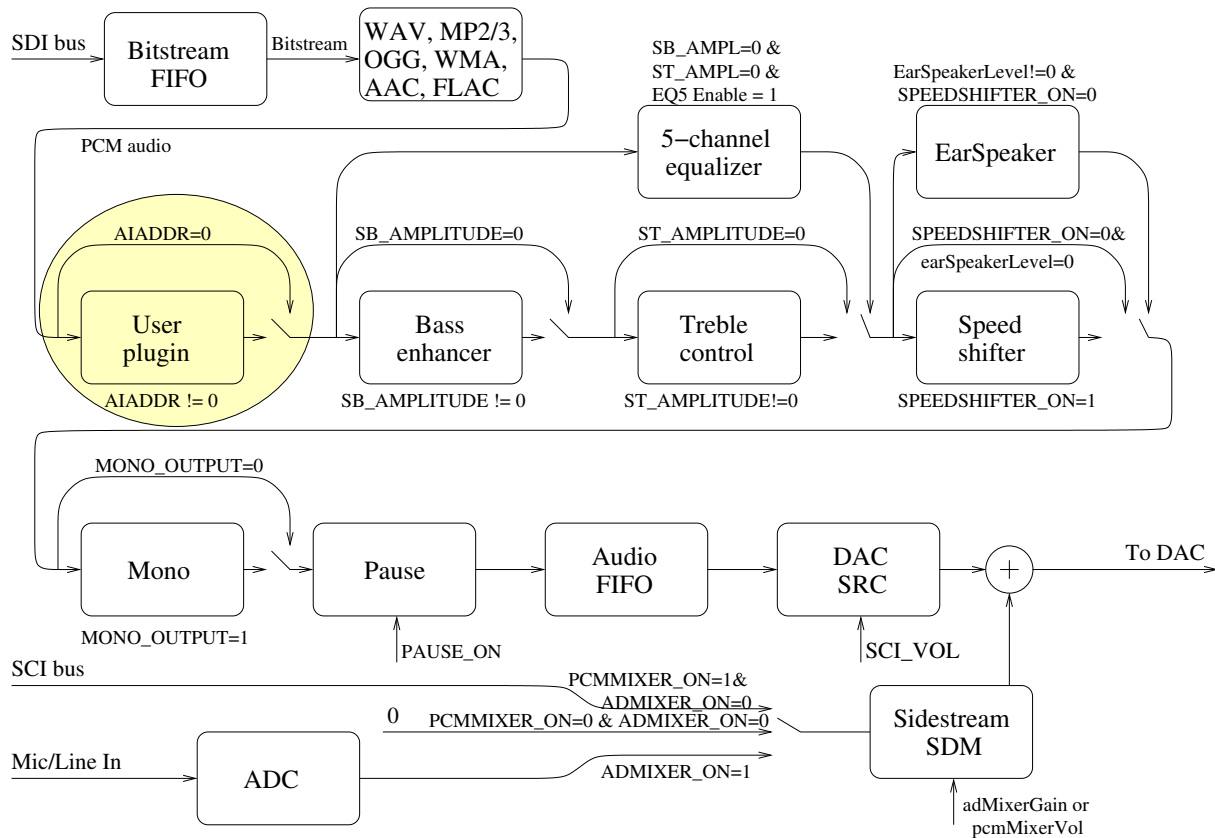 SDI bus
Bitstream
FIFO
Bitstream
WAV, MP2/3,
OGG, WMA,
AAC, FLAC
SB_AMPL=0 &
ST_AMPL=0 &
EQ5 Enable = 1
EarSpeakerLevel!=0 &
SPEEDSHIFTER_ON=0
PCM audio
5−channel
equalizer
EarSpeaker
AIADDR=0
SB_AMPLITUDE=0
ST_AMPLITUDE=0
SPEEDSHIFTER_ON=0&
earSpeakerLevel=0
User
plugin
Bass
enhancer
Treble
control
Speed
shifter
AIADDR != 0
SB_AMPLITUDE != 0
ST_AMPLITUDE!=0
SPEEDSHIFTER_ON=1
MONO_OUTPUT=0
Mono
Pause
Audio
FIFO
DAC
SRC
+
To DAC
MONO_OUTPUT=1
PAUSE_ON
SCI_VOL
SCI bus
PCMMIXER_ON=1&
ADMIXER_ON=0
0
PCMMIXER_ON=0 & ADMIXER_ON=0
Sidestream
SDM
Mic/Line In
ADC
ADMIXER_ON=1
adMixerGain or
pcmMixerVol